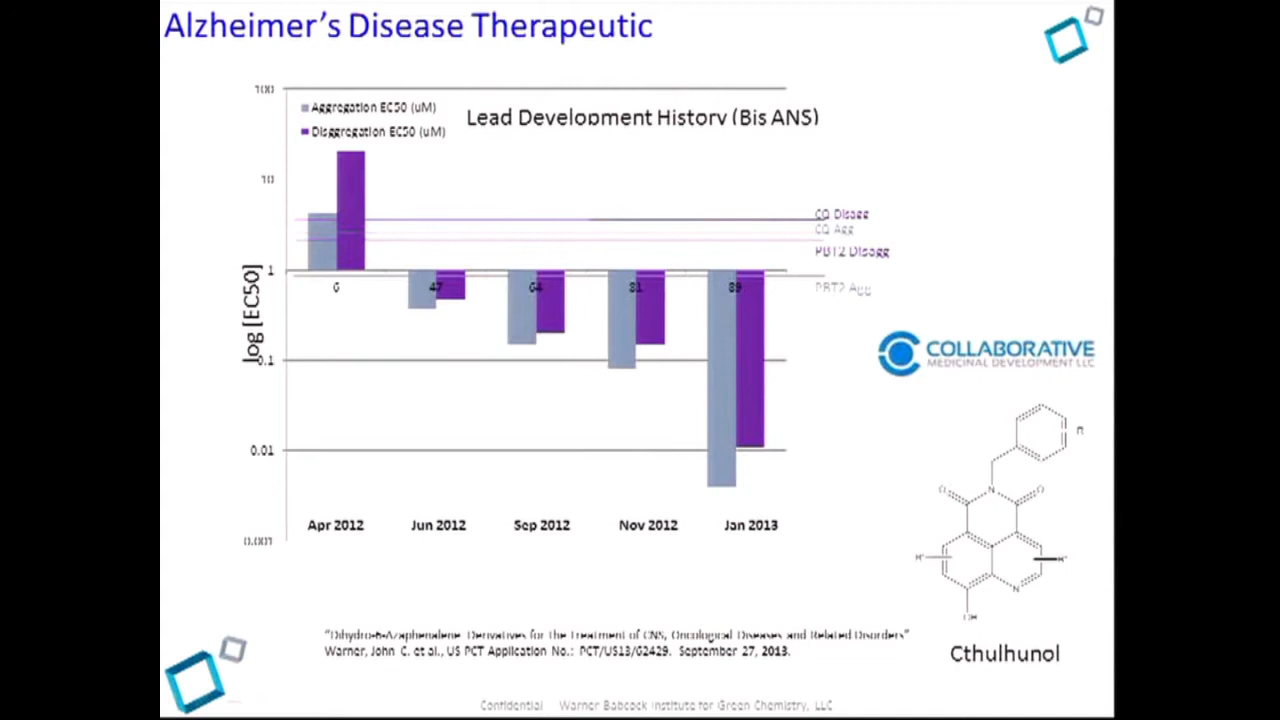 Alzheimer's Disease Therapeutic
100
Aggregation EC50 (uM)
Lead Development History (Bis ANS)
Disggregation EC50 (uM)
10
CQ Disagg
CQ Agg
PBT2 Disagg
log [EC50]
1
6
47
64
81
89
PBT2 Agg
0.1
COLLABORATIVE
MEDICINAL DEVELOPMENT LLC
R
0.01
O
N
O
Apr 2012
Jun 2012
Sep 2012
Nov 2012
Jan 2013
0.001
N
OH
"Dihydro-6-Azaphenalene Derivatives for the Treatment of CNS, Oncological Diseases and Related Disorders"
Warner, John C. et al., US PCT Application No.: PCT/US13/62429. September 27, 2013.
Cthulhunol
Confidential Warner Babcock Institute for Green Chemistry, LLC